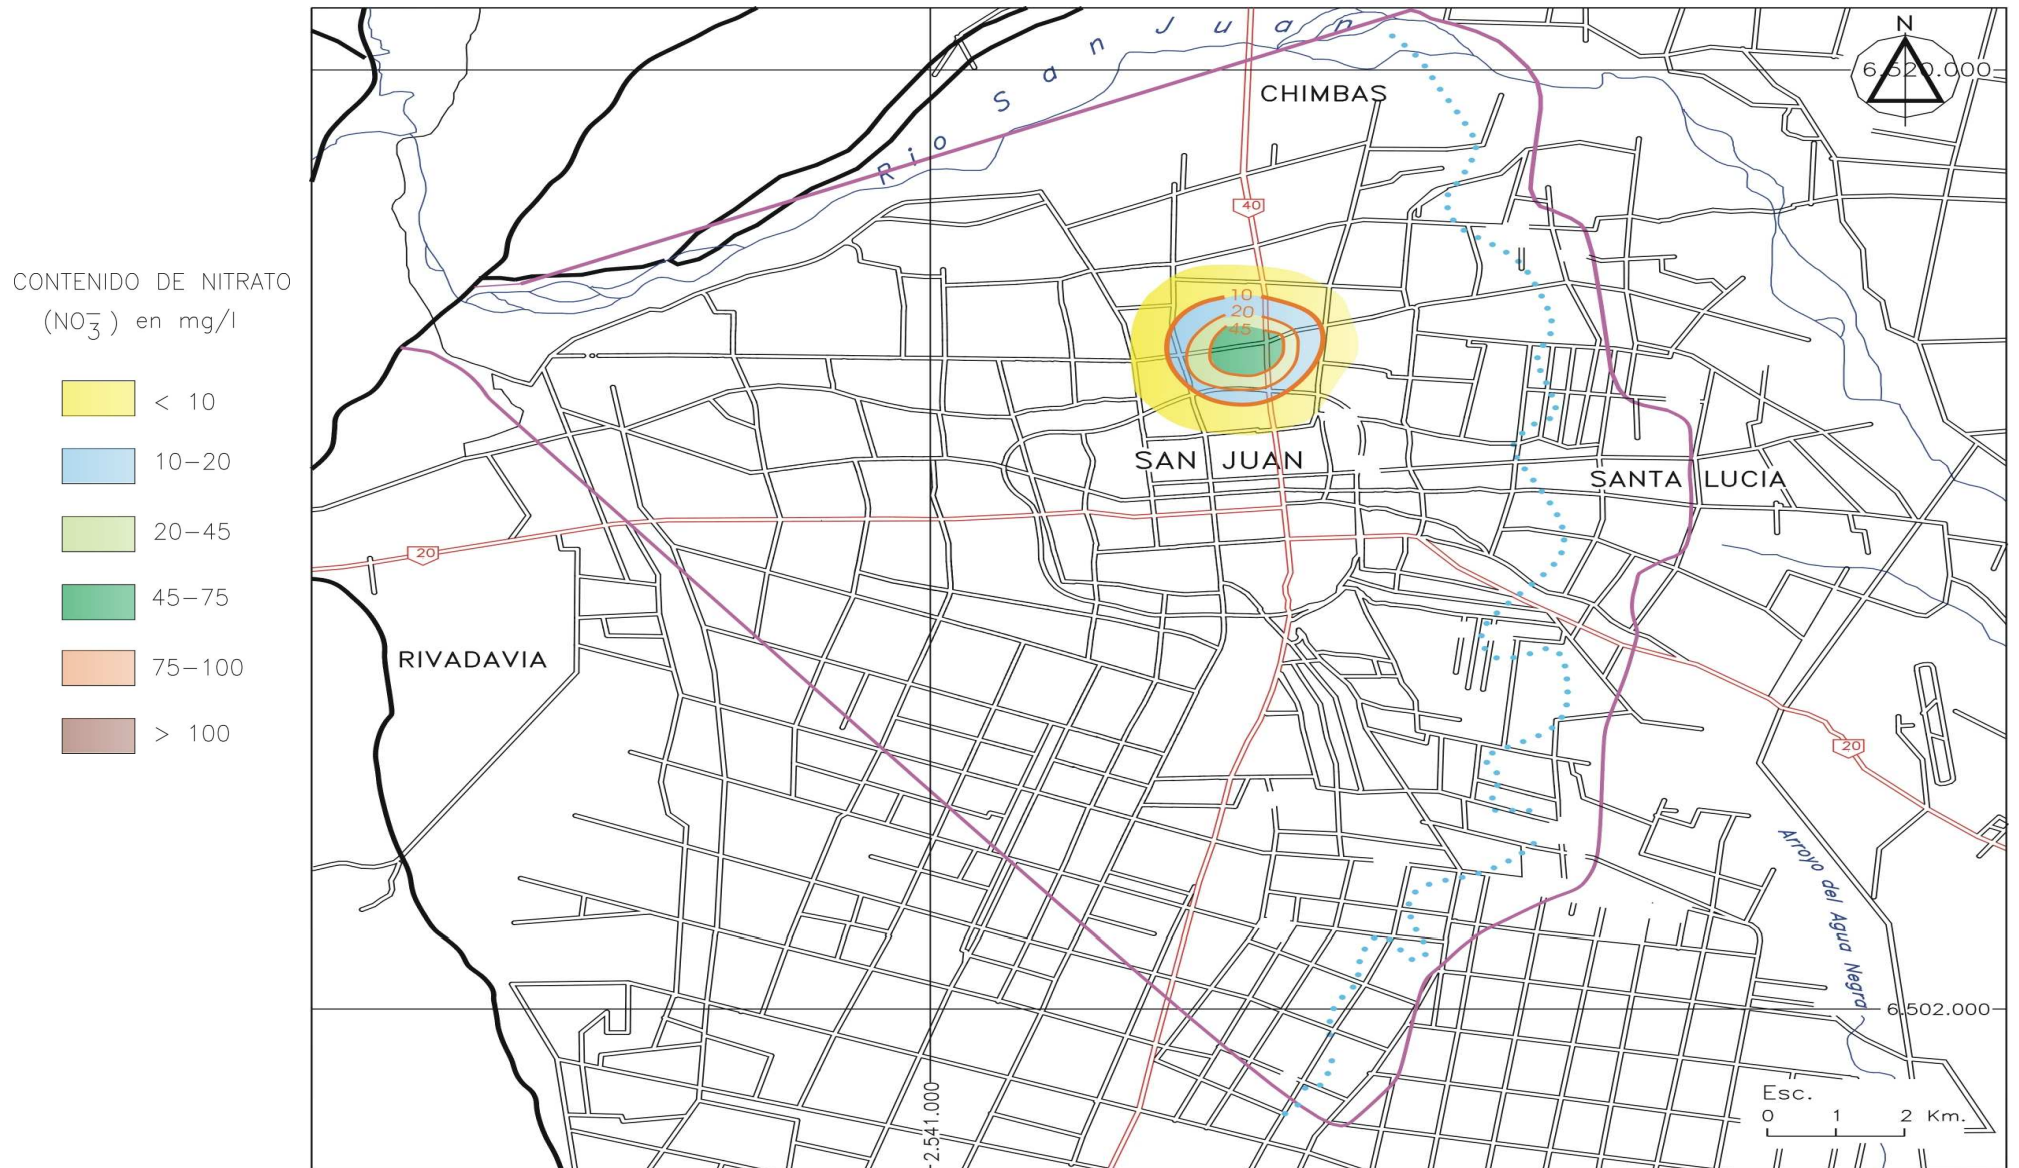 CONTENIDO DE NITRATO
(NO3̅) en mg/l
< 10
10–20
20–45
45–75
75–100
> 100
Rio San Juan
N
6.520.000
CHIMBAS
40
10
20
45
SAN JUAN
SANTA LUCIA
20
RIVADAVIA
20
Arroyo del Agua Negra
6.502.000
2.541.000
Esc.
0 1 2 Km.